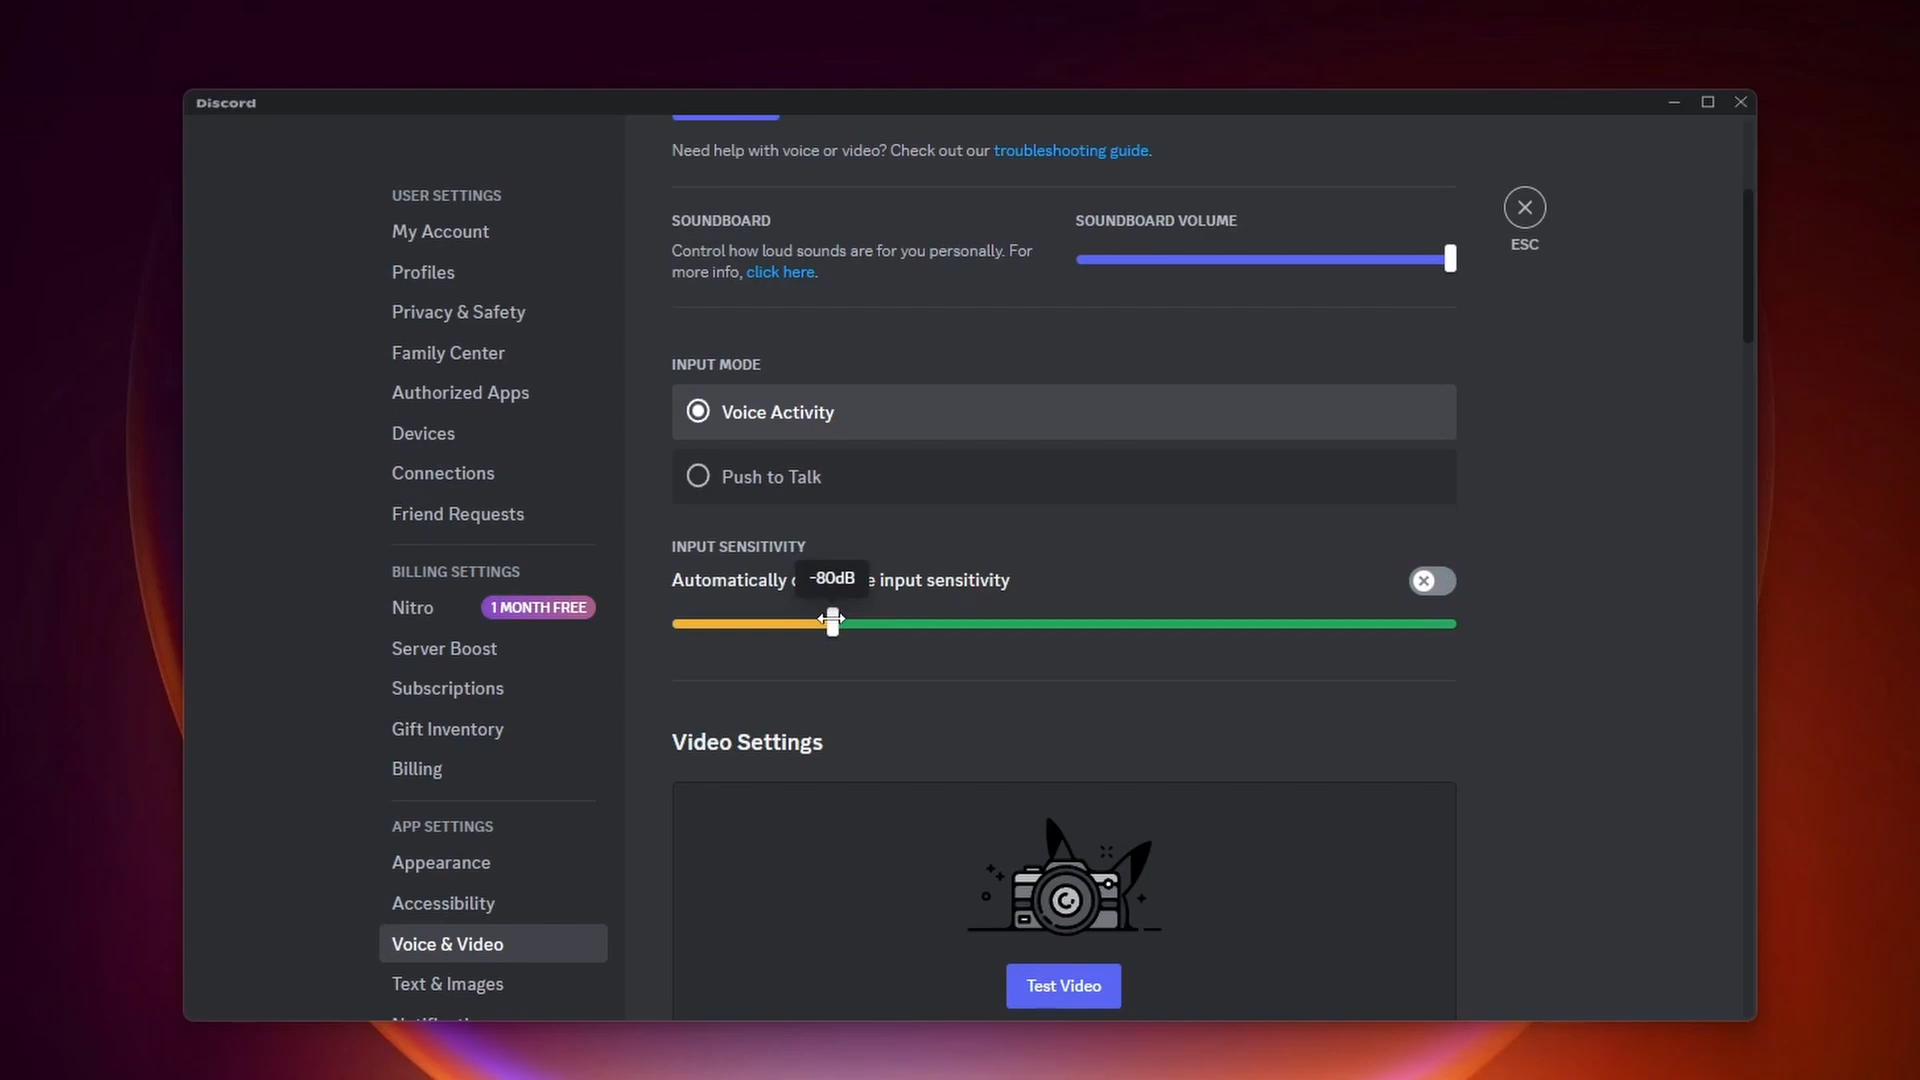 Discord
Need help with voice or video? Check out our troubleshooting guide.
USER SETTINGS
My Account
Profiles
Privacy & Safety
Family Center
Authorized Apps
Devices
Connections
Friend Requests
BILLING SETTINGS
Nitro
1 MONTH FREE
Server Boost
Subscriptions
Gift Inventory
Billing
APP SETTINGS
Appearance
Accessibility
Voice & Video
Text & Images
SOUNDBOARD
Control how loud sounds are for you personally. For
more info, click here.
SOUNDBOARD VOLUME
ESC
INPUT MODE
Voice Activity
Push to Talk
INPUT SENSITIVITY
-80dB
Automatically input sensitivity
Video Settings
Test Video